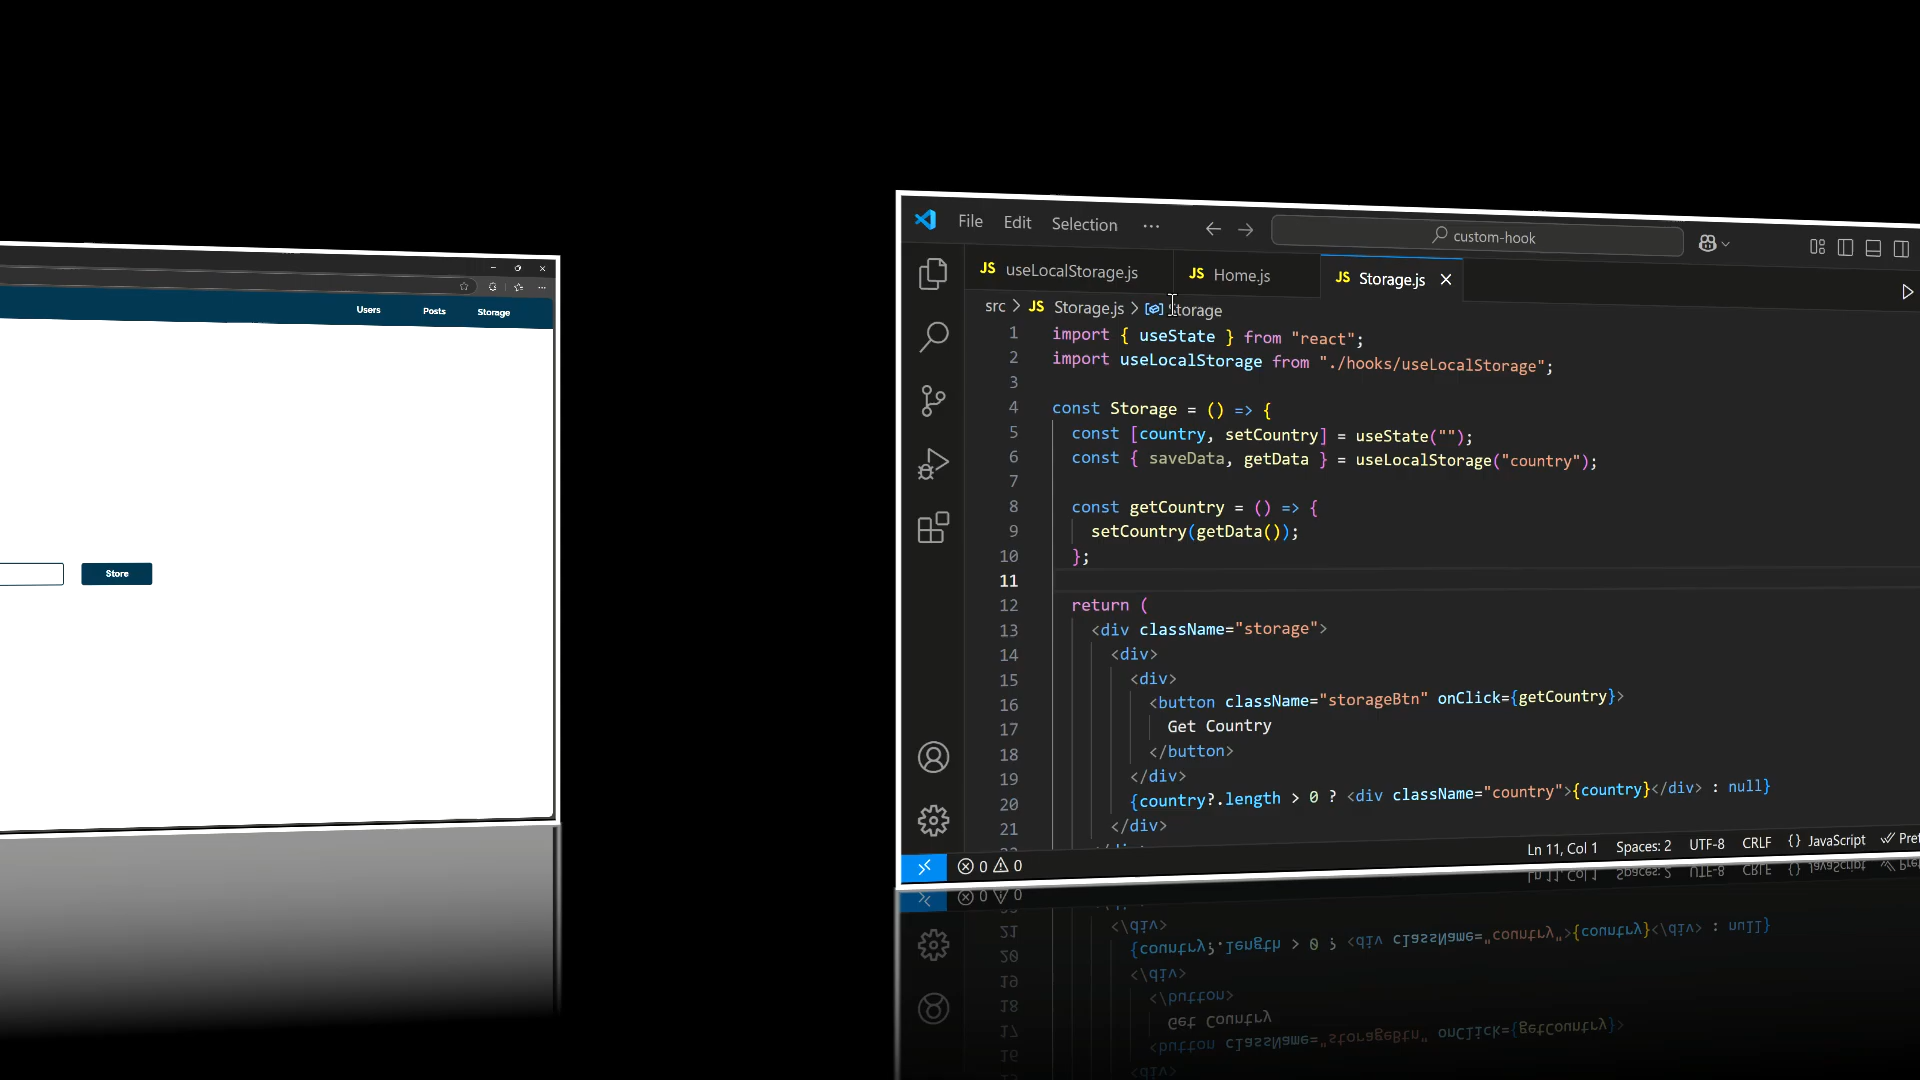 Users Posts Storage
Store
File Edit Selection ··· custom-hook
JS useLocalStorage.js JS Home.js JS Storage.js
src > JS Storage.js > Storage
1 import { useState } from "react";
2 import useLocalStorage from "./hooks/useLocalStorage";
3
4 const Storage = () => {
5 const [country, setCountry] = useState("");
6 const { saveData, getData } = useLocalStorage("country");
7
8 const getCountry = () => {
9 setCountry(getData());
10 };
11
12 return (
13 <div className="storage">
14 <div>
15 <div>
16 <button className="storageBtn" onClick={getCountry}>
17 Get Country
18 </button>
19 </div>
20 {country?.length > 0 ? <div className="country">{country}</div> : null}
21 </div>
0 0 Ln 11, Col 1 Spaces: 2 UTF-8 CRLF {} JavaScript